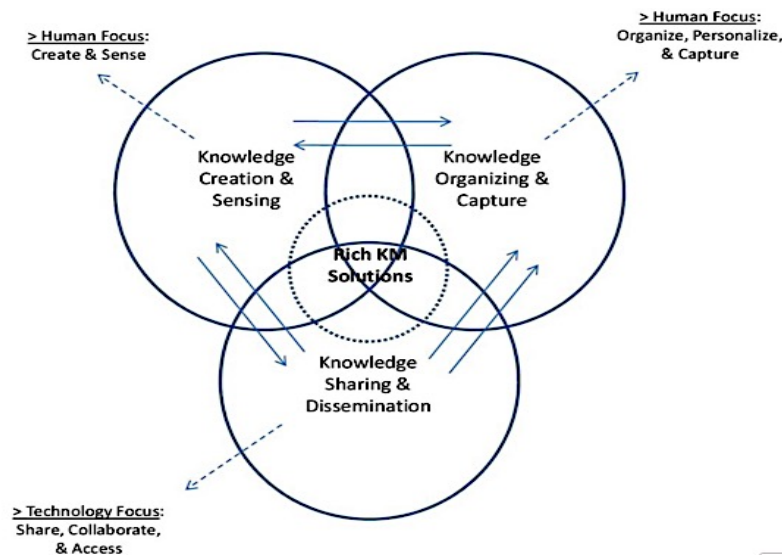 > Human Focus:
Create & Sense
> Human Focus:
Organize, Personalize,
& Capture
Knowledge
Creation &
Sensing
Knowledge
Organizing &
Capture
Rich KM
Solutions
Knowledge
Sharing &
Dissemination
> Technology Focus:
Share, Collaborate,
& Access